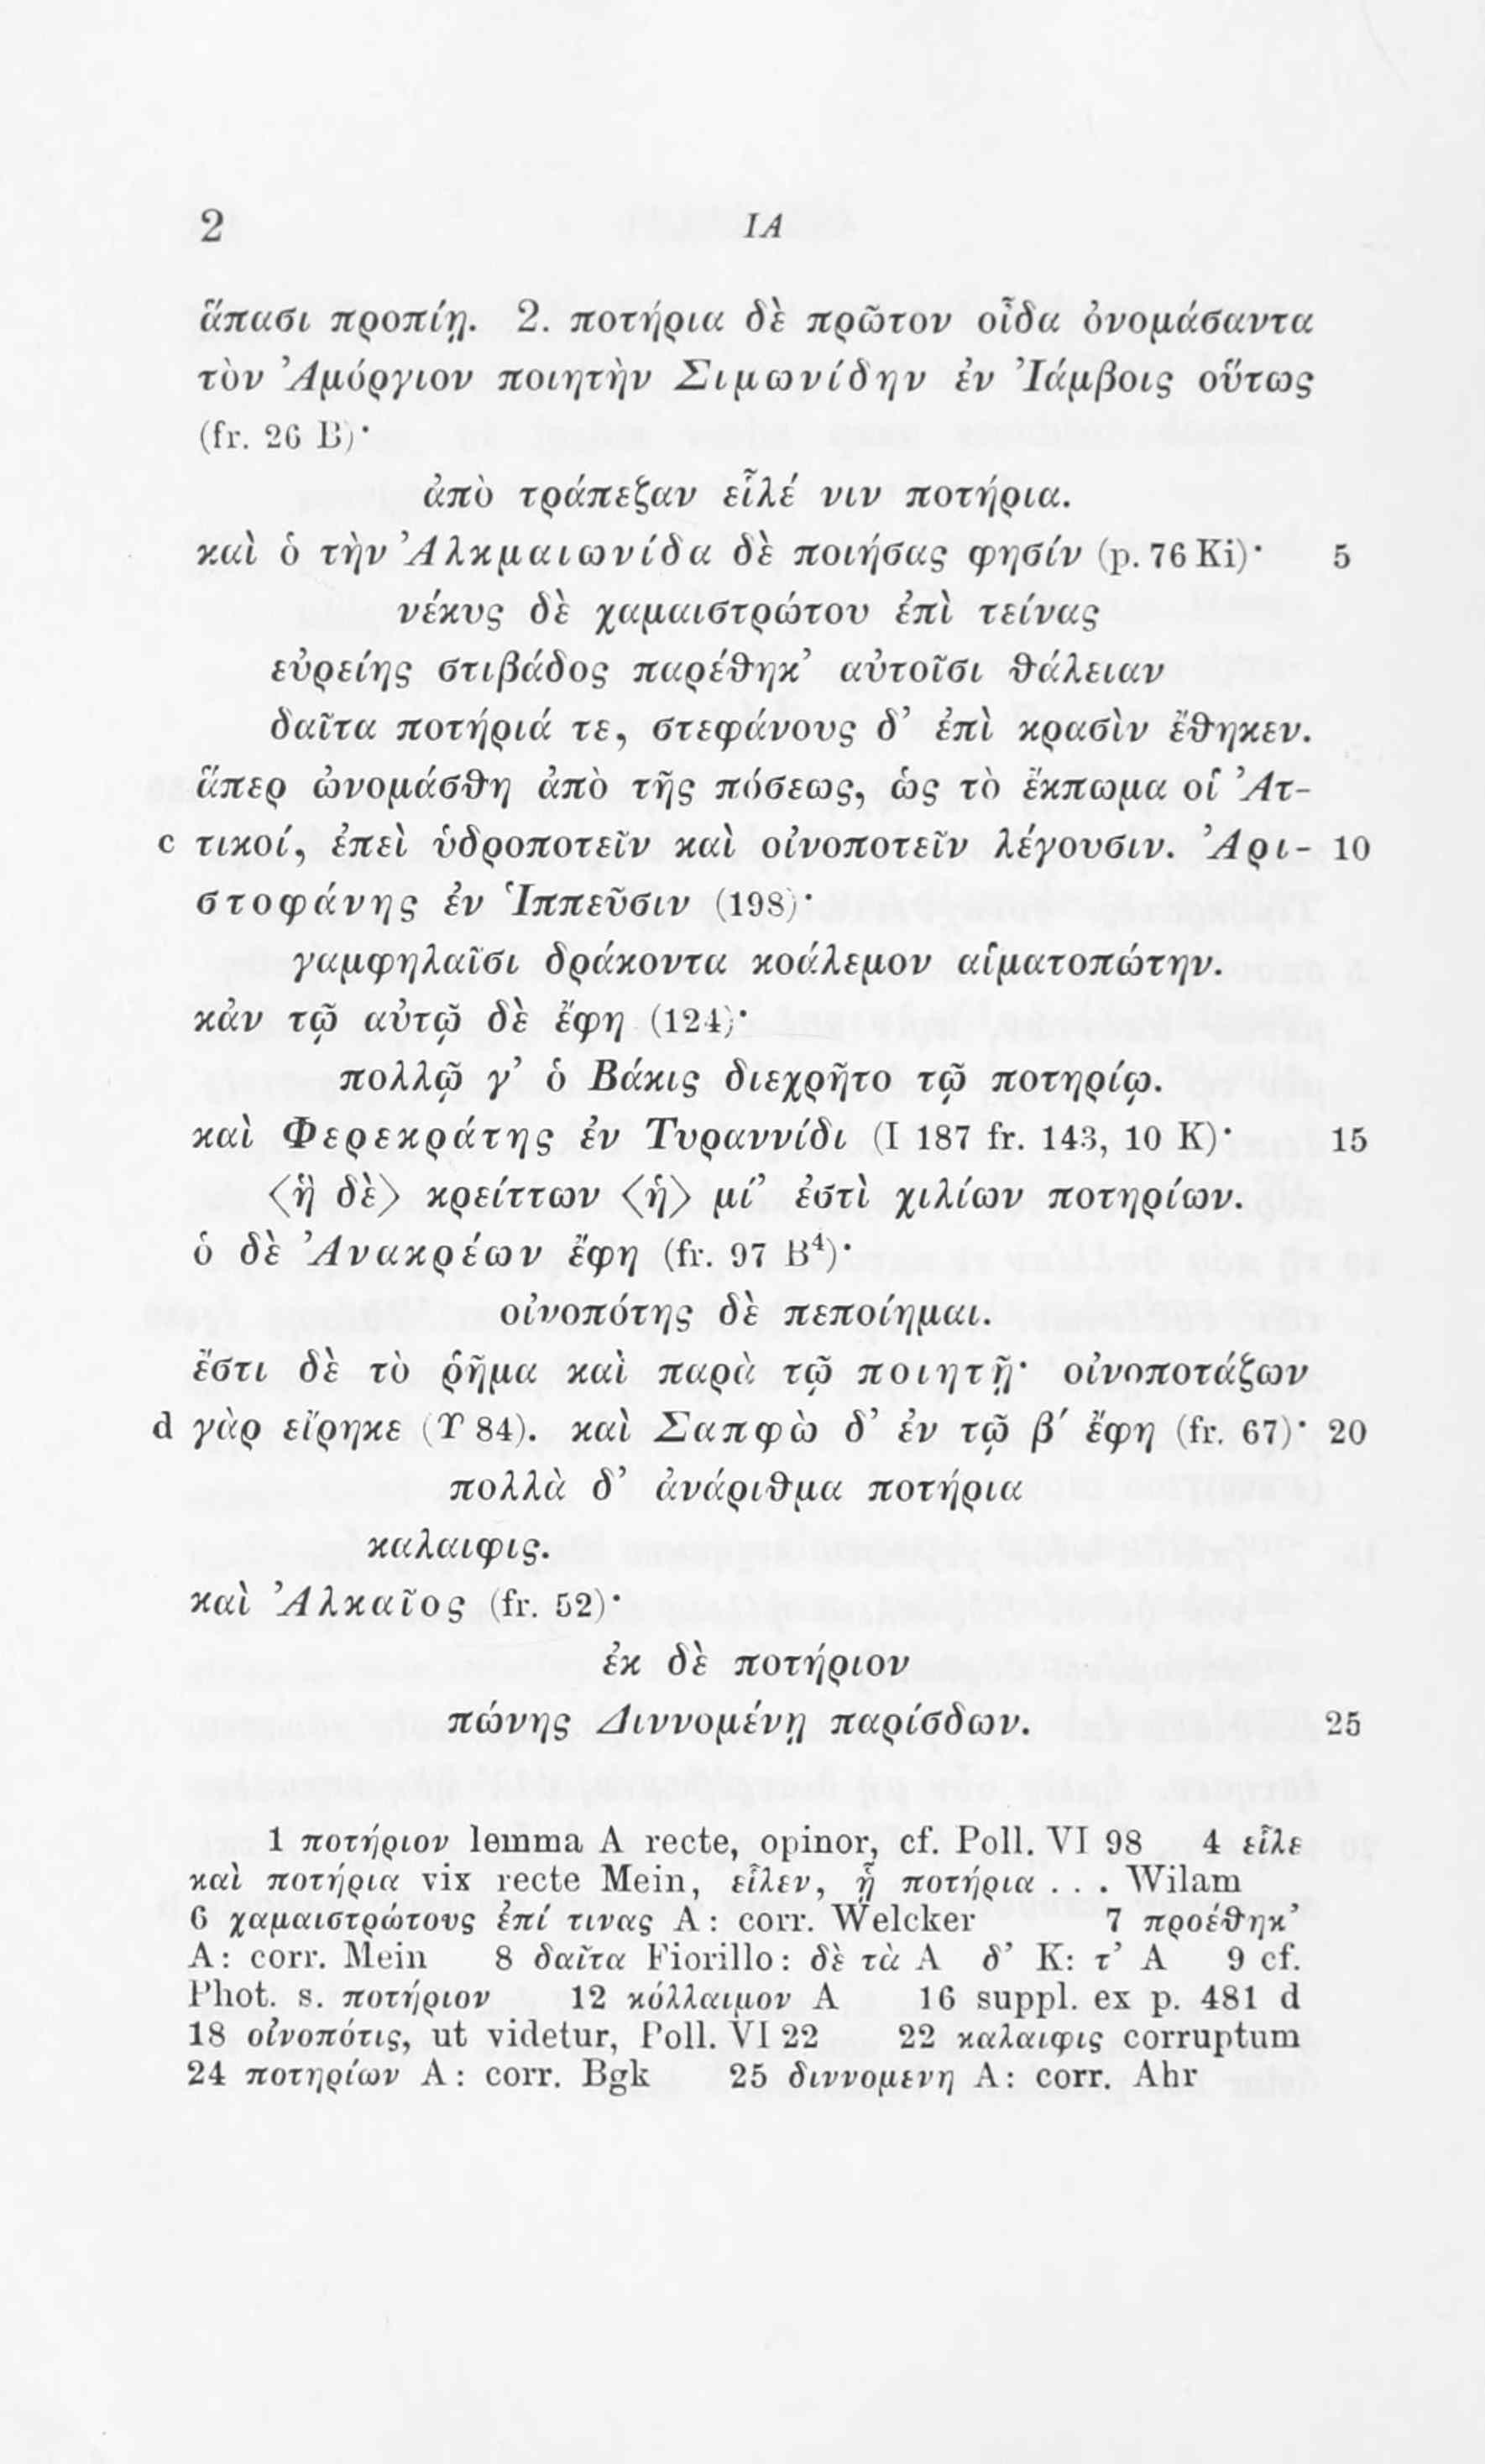 2 ΙΑ
ἅπασι προπίῃ. 2. ποτήρια δὲ πρῶτον οἶδα ὀνομάσαντα
τὸν Ἀμόργιον ποιητὴν Σιμωνίδην ἐν Ἰάμβοις οὕτως
(fr. 26 B)·
ἀπὸ τράπεζαν εἷλέ νιν ποτήρια.
καὶ ὁ τὴν Ἀλκμαιωνίδα δὲ ποιήσας φησίν (p. 76 Ki)· 5
νέκυς δὲ χαμαιστρώτου ἐπὶ τείνας
εὐρείης στιβάδος παρέθηκ’ αὐτοῖσι θάλειαν
δαῖτα ποτήριά τε, στεφάνους δ’ ἐπὶ κρασὶν ἔθηκεν.
ἅπερ ὠνομάσθη ἀπὸ τῆς πόσεως, ὡς τὸ ἔκπωμα οἱ Ἀτ-
c τικοί, ἐπεὶ ὑδροποτεῖν καὶ οἰνοποτεῖν λέγουσιν. Ἀρι- 10
στοφάνης ἐν Ἱππεῦσιν (198)·
γαμφηλαῖσι δράκοντα κοάλεμον αἱματοπώτην.
κἀν τῷ αὐτῷ δὲ ἔφη (124)·
πολλῷ γ’ ὁ Βάκις διεχρῆτο τῷ ποτηρίῳ.
καὶ Φερεκράτης ἐν Τυραννίδι (I 187 fr. 143, 10 K)· 15
〈ἣ δὲ〉 κρείττων 〈ἡ〉 μί’ ἐστὶ χιλίων ποτηρίων.
ὁ δὲ Ἀνακρέων ἔφη (fr. 97 B⁴)·
οἰνοπότης δὲ πεποίημαι.
ἔστι δὲ τὸ ῥῆμα καὶ παρὰ τῷ ποιητῇ· οἰνοποτάζων
d γὰρ εἴρηκε (Υ 84). καὶ Σαπφὼ δ’ ἐν τῷ β′ ἔφη (fr. 67)· 20
πολλὰ δ’ ἀνάριθμα ποτήρια
καλαιφις.
καὶ Ἀλκαῖος (fr. 52)·
ἐκ δὲ ποτήριον
πώνης Διννομένῃ παρίσδων. 25
1 ποτήριον lemma A recte, opinor, cf. Poll. VI 98 4 εἷλε
καὶ ποτήρια vix recte Mein, εἷλεν, ᾗ ποτήρια . . . Wilam
6 χαμαιστρώτους ἐπί τινας A: corr. Welcker 7 προέθηκ’
A: corr. Mein 8 δαῖτα Fiorillo: δὲ τὰ A δ’ K: τ’ A 9 cf.
Phot. s. ποτήριον 12 κόλλαιμον A 16 suppl. ex p. 481 d
18 οἰνοπότις, ut videtur, Poll. VI 22 22 καλαιφις corruptum
24 ποτηρίων A: corr. Bgk 25 διννομενη A: corr. Ahr